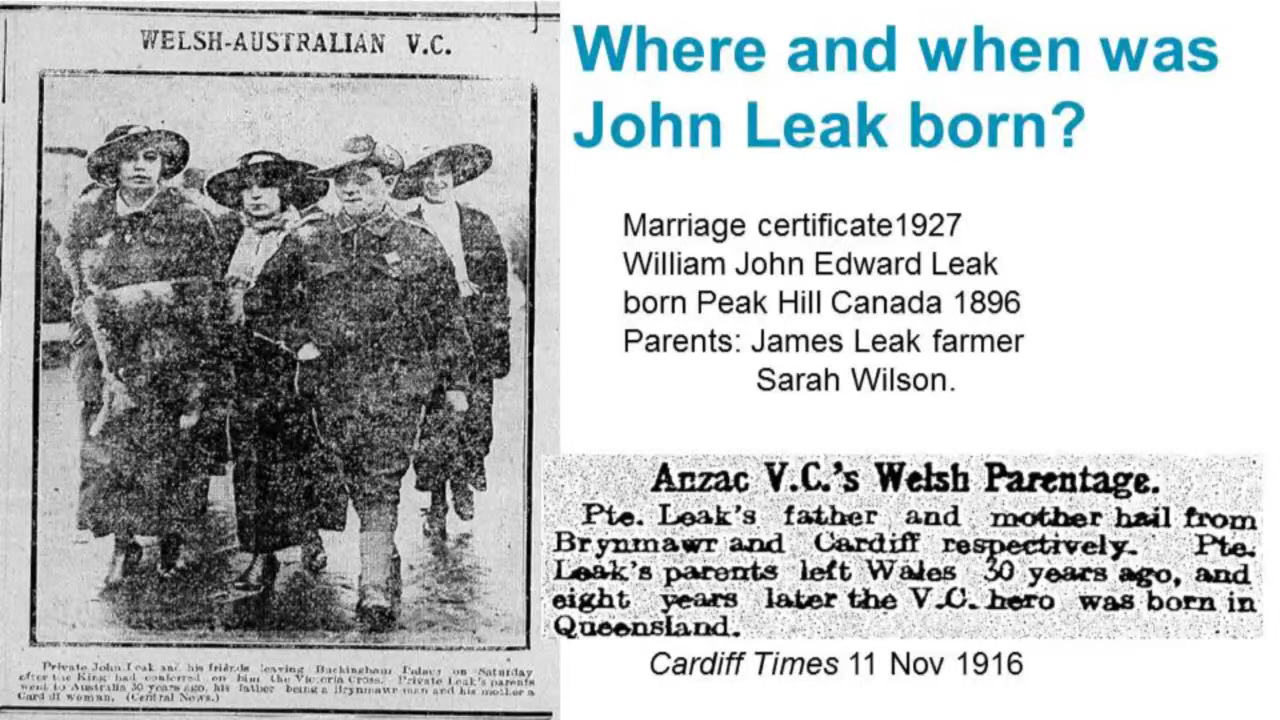 WELSH-AUSTRALIAN V.C.
Private John Leak and his friends leaving Buckingham Palace on Saturday
after the King had conferred on him the Victoria Cross. Private Leak's parents
went to Australia 30 years ago, his father being a Brynmawr man and his mother a
Cardiff woman. (Central News.)
Where and when was
John Leak born?
Marriage certificate1927
William John Edward Leak
born Peak Hill Canada 1896
Parents: James Leak farmer
Sarah Wilson.
Anzac V.C.'s Welsh Parentage.
Pte. Leak's father and mother hail from
Brynmawr and Cardiff respectively. Pte.
Leak's parents left Wales 30 years ago, and
eight years later the V.C. hero was born in
Queensland.
Cardiff Times 11 Nov 1916